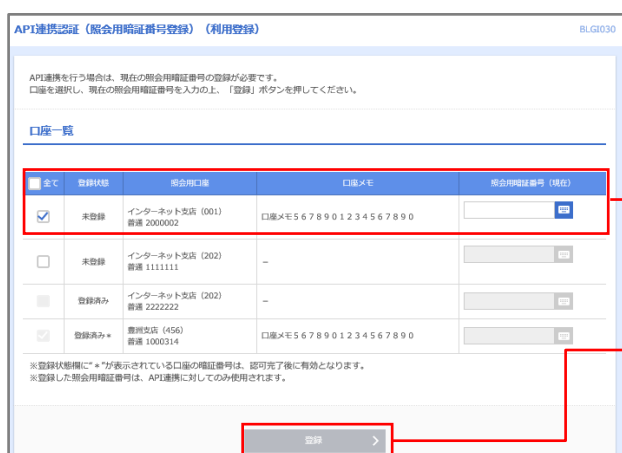 API連携認証（照会用暗証番号登録）（利用登録）
BLGI030
API連携を行う場合は、現在の照会用暗証番号の登録が必要です。
口座を選択し、現在の照会用暗証番号を入力の上、「登録」ボタンを押してください。
口座一覧
全て 登録状態 照会用口座 口座メモ 照会用暗証番号（現在）
未登録 インターネット支店（001）
普通 2000002
口座メモ５６７８９０１２３４５６７８９０
未登録 インターネット支店（202）
普通 1111111
－
登録済み インターネット支店（202）
普通 2222222
－
登録済み＊ 豊洲支店（456）
普通 1000314
口座メモ５６７８９０１２３４５６７８９０
※登録状態欄に“＊”が表示されている口座の暗証番号は、認可完了後に有効となります。
※登録した照会用暗証番号は、API連携に対してのみ使用されます。
登録